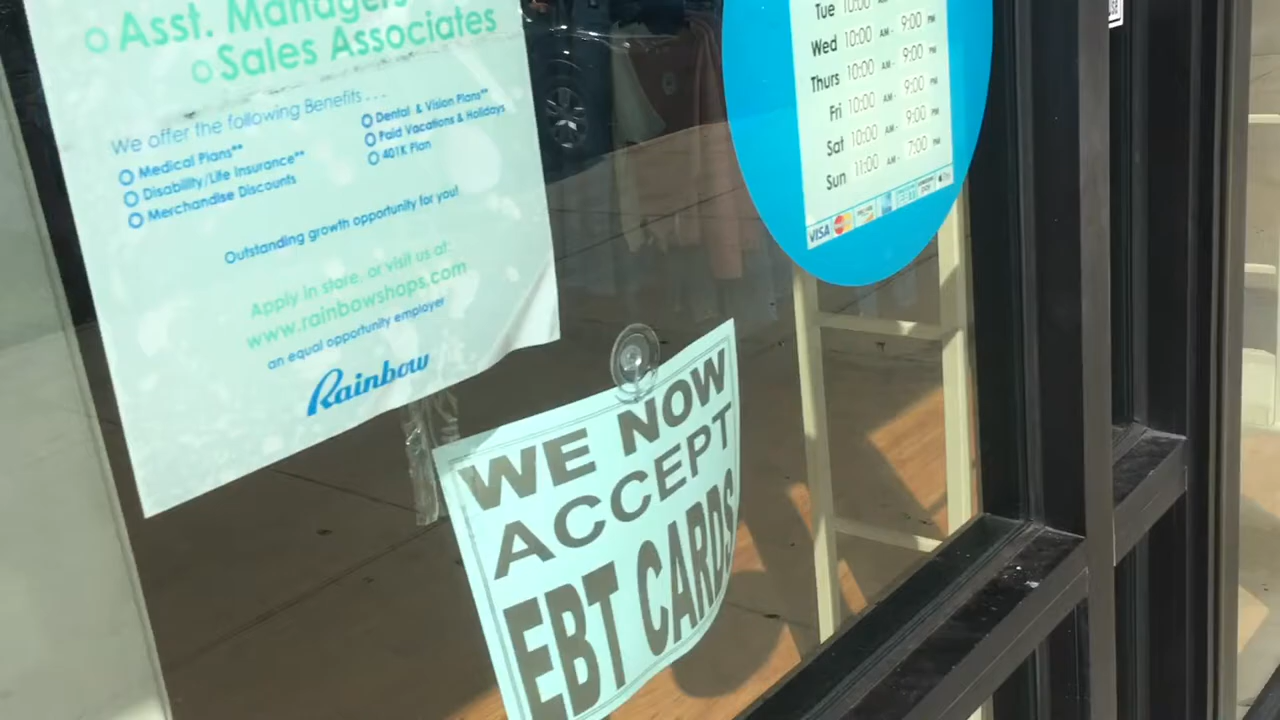 o Asst. Managers
o Sales Associates
We offer the following Benefits . . .
o Medical Plans**
o Disability/Life Insurance**
o Merchandise Discounts
o Dental & Vision Plans**
o Paid Vacations & Holidays
o 401K Plan
Outstanding growth opportunity for you!
Apply in store, or visit us at:
www.rainbowshops.com
an equal opportunity employer
Rainbow
Tue 10:00 AM
Wed 10:00 AM - 9:00 PM
Thurs 10:00 AM - 9:00 PM
Fri 10:00 AM - 9:00 PM
Sat 10:00 AM - 9:00 PM
Sun 11:00 AM - 7:00 PM
VISA
WE NOW
ACCEPT
EBT CARDS